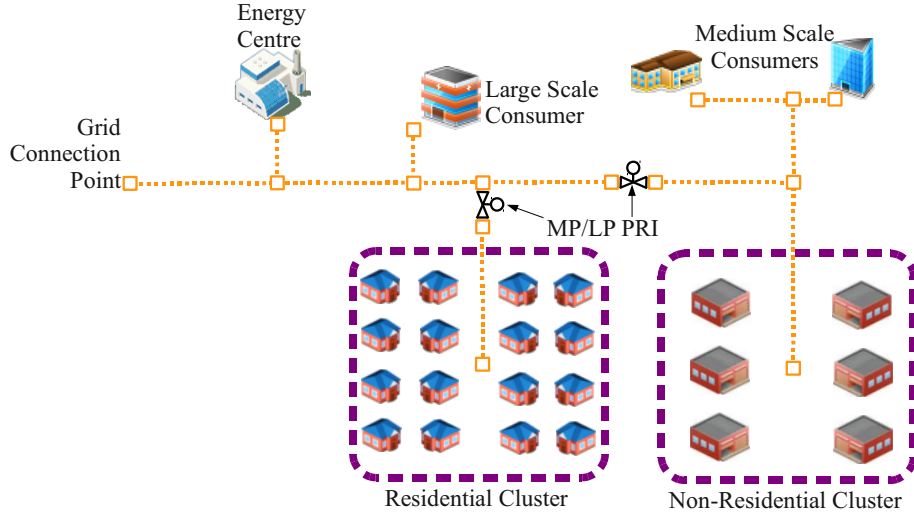 Energy
Centre
Medium Scale
Consumers
Large Scale
Consumer
Grid
Connection
Point
MP/LP PRI
Residential Cluster
Non-Residential Cluster